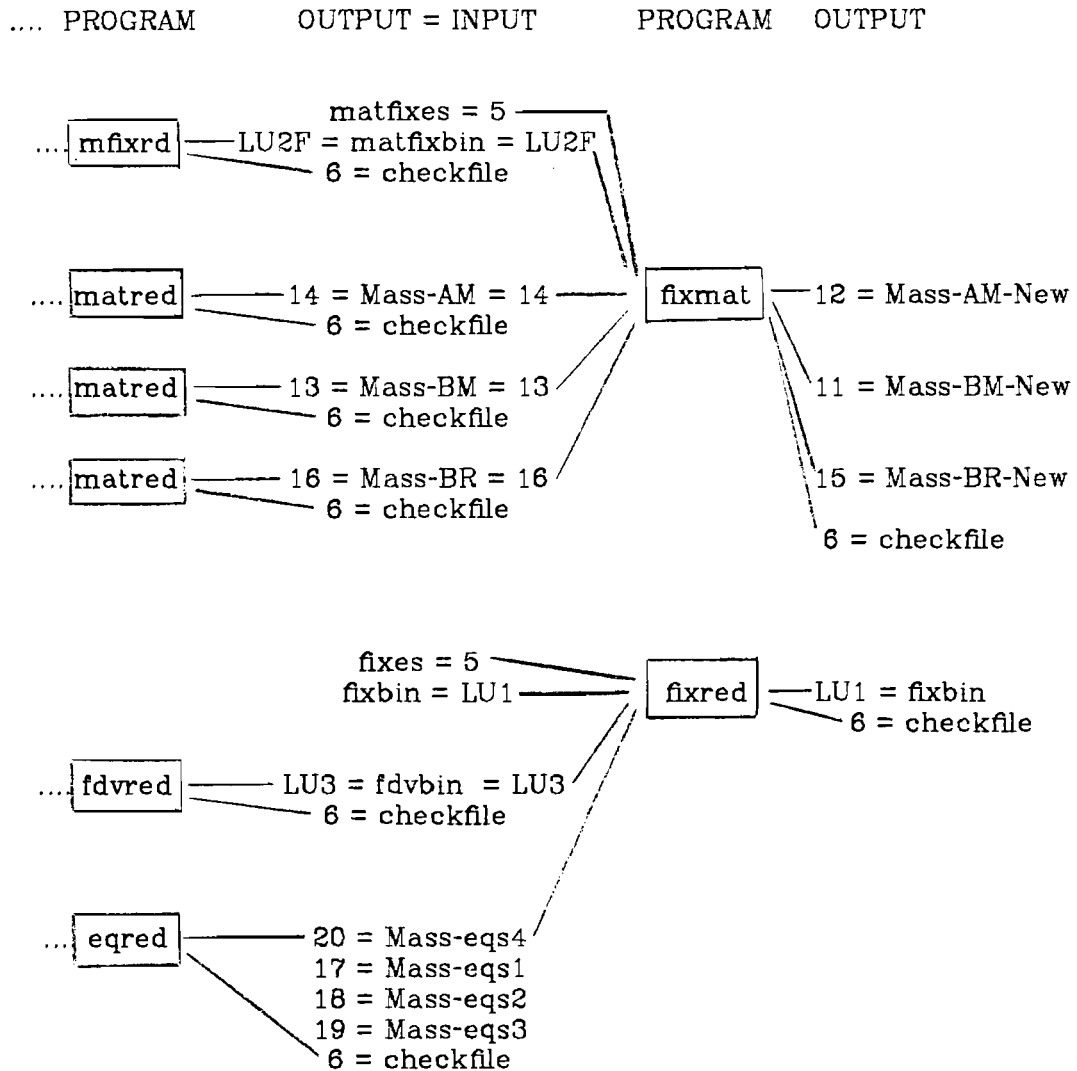 .... PROGRAM OUTPUT = INPUT PROGRAM OUTPUT
matfixes = 5
.... mfixrd LU2F = matfixbin = LU2F
6 = checkfile
.... matred 14 = Mass-AM = 14 fixmat 12 = Mass-AM-New
6 = checkfile
.... matred 13 = Mass-BM = 13 11 = Mass-BM-New
6 = checkfile
.... matred 16 = Mass-BR = 16 15 = Mass-BR-New
6 = checkfile
6 = checkfile
fixes = 5
fixbin = LU1 fixred LU1 = fixbin
6 = checkfile
.... fdvred LU3 = fdvbin = LU3
6 = checkfile
... eqred 20 = Mass-eqs4
17 = Mass-eqs1
18 = Mass-eqs2
19 = Mass-eqs3
6 = checkfile